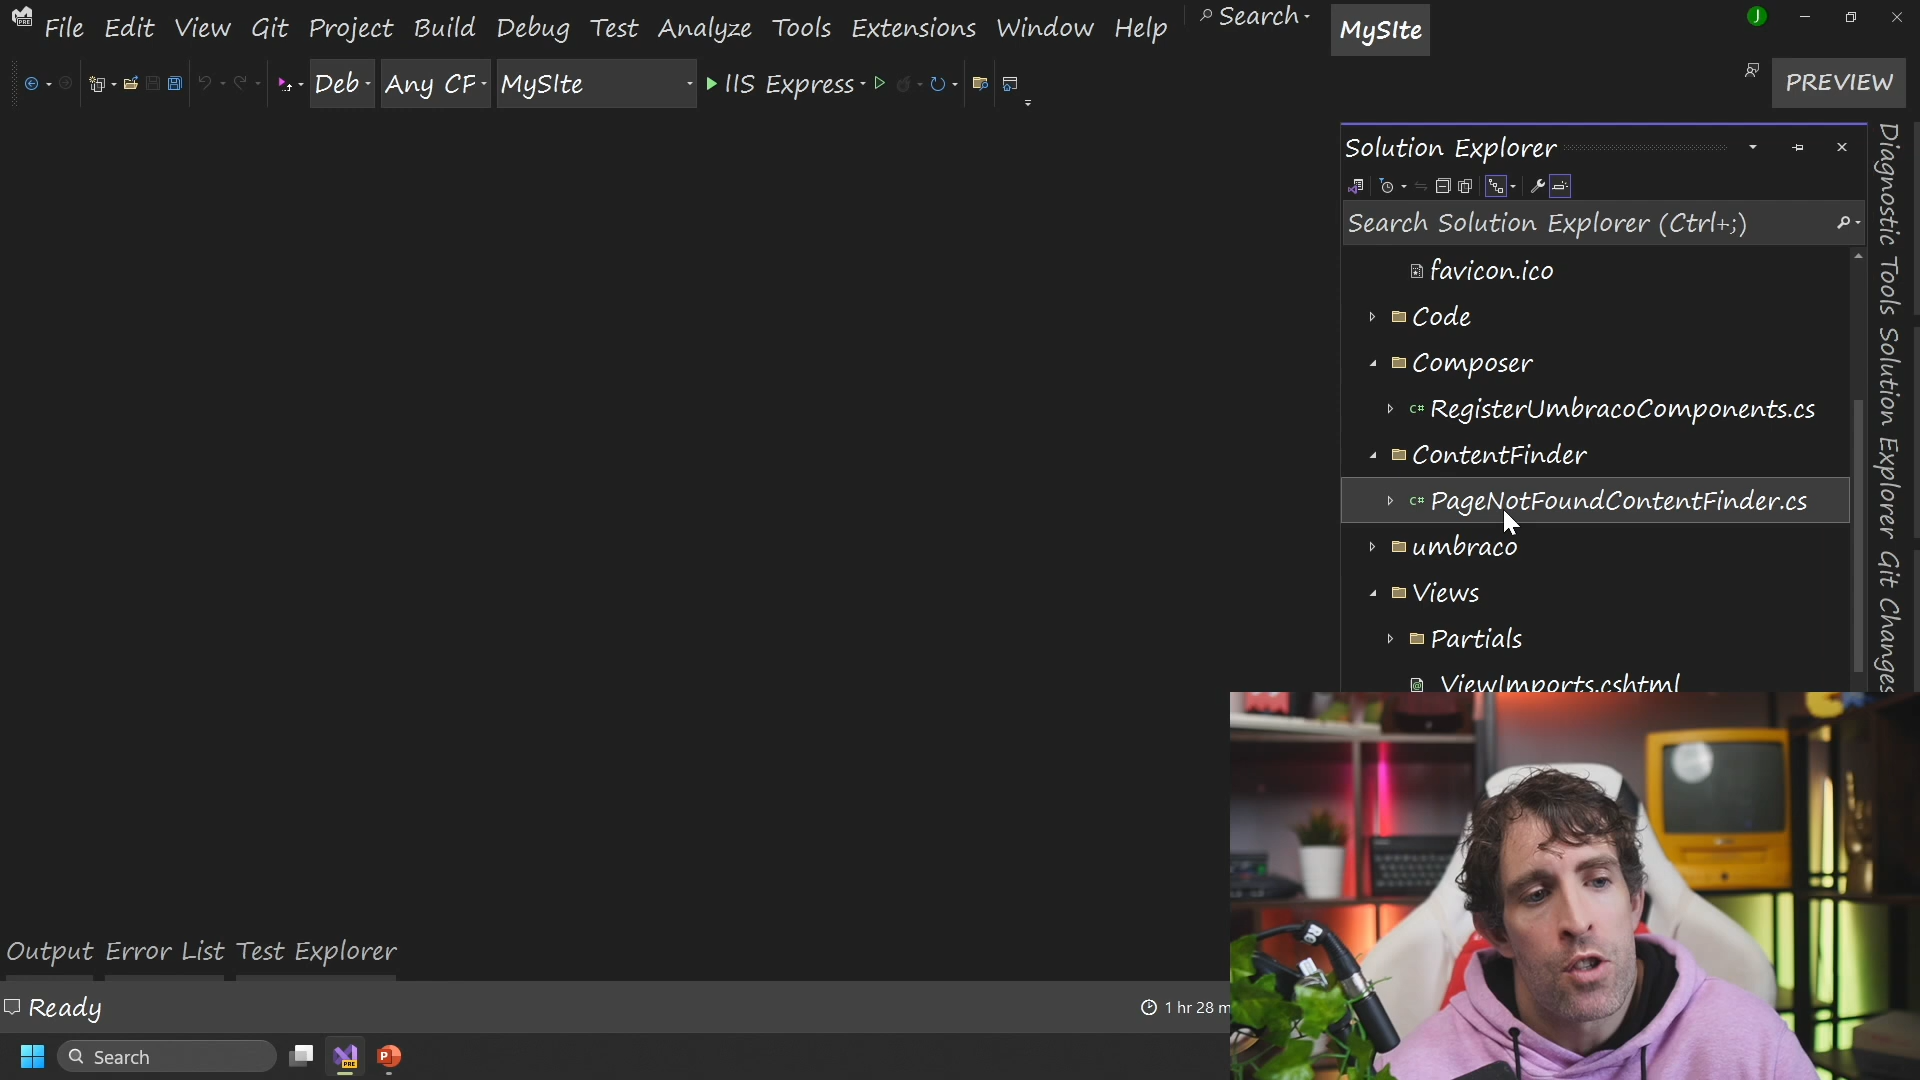 File Edit View Git Project Build Debug Test Analyze Tools Extensions Window Help Search MySIte
Deb Any CF MySIte IIS Express PREVIEW
Solution Explorer
Search Solution Explorer (Ctrl+;)
favicon.ico
Code
Composer
C# RegisterUmbracoComponents.cs
ContentFinder
C# PageNotFoundContentFinder.cs
umbraco
Views
Partials
_ViewImports.cshtml
Diagnostic Tools
Solution Explorer
Git Changes
Output Error List Test Explorer
Ready
1 hr 28 m
Search